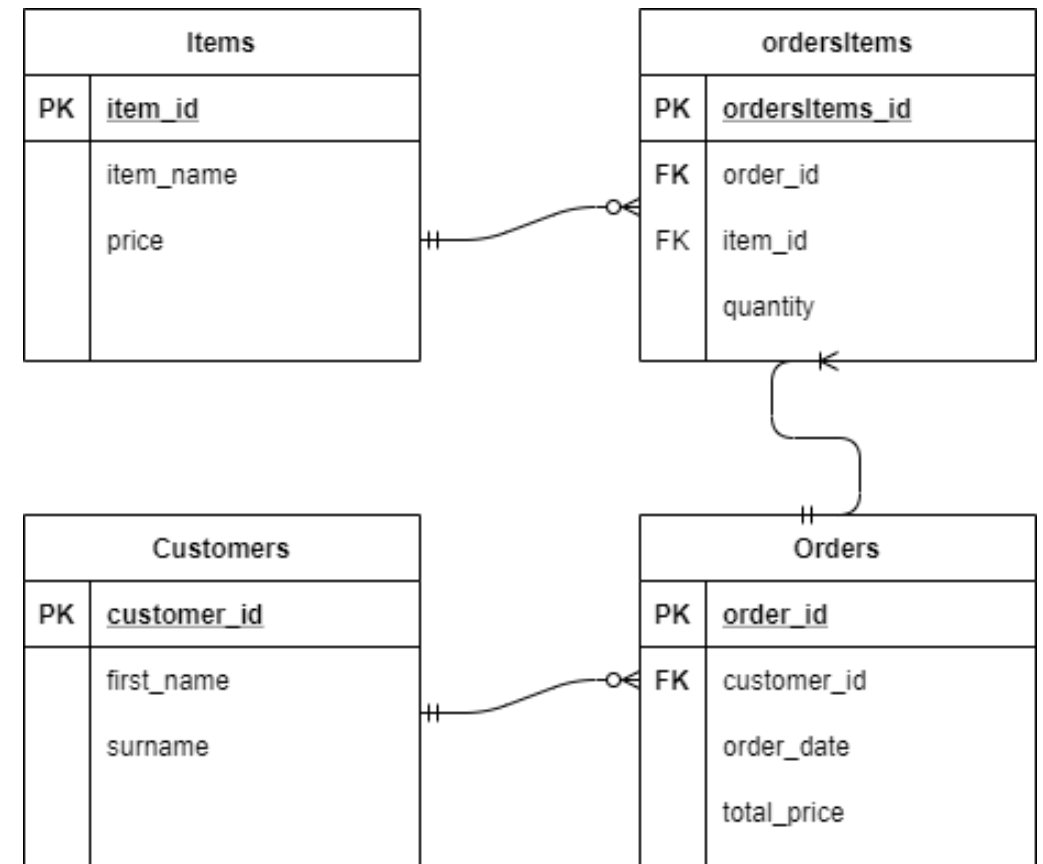 Items
PK item_id
item_name
price
ordersItems
PK ordersItems_id
FK order_id
FK item_id
quantity
Customers
PK customer_id
first_name
surname
Orders
PK order_id
FK customer_id
order_date
total_price